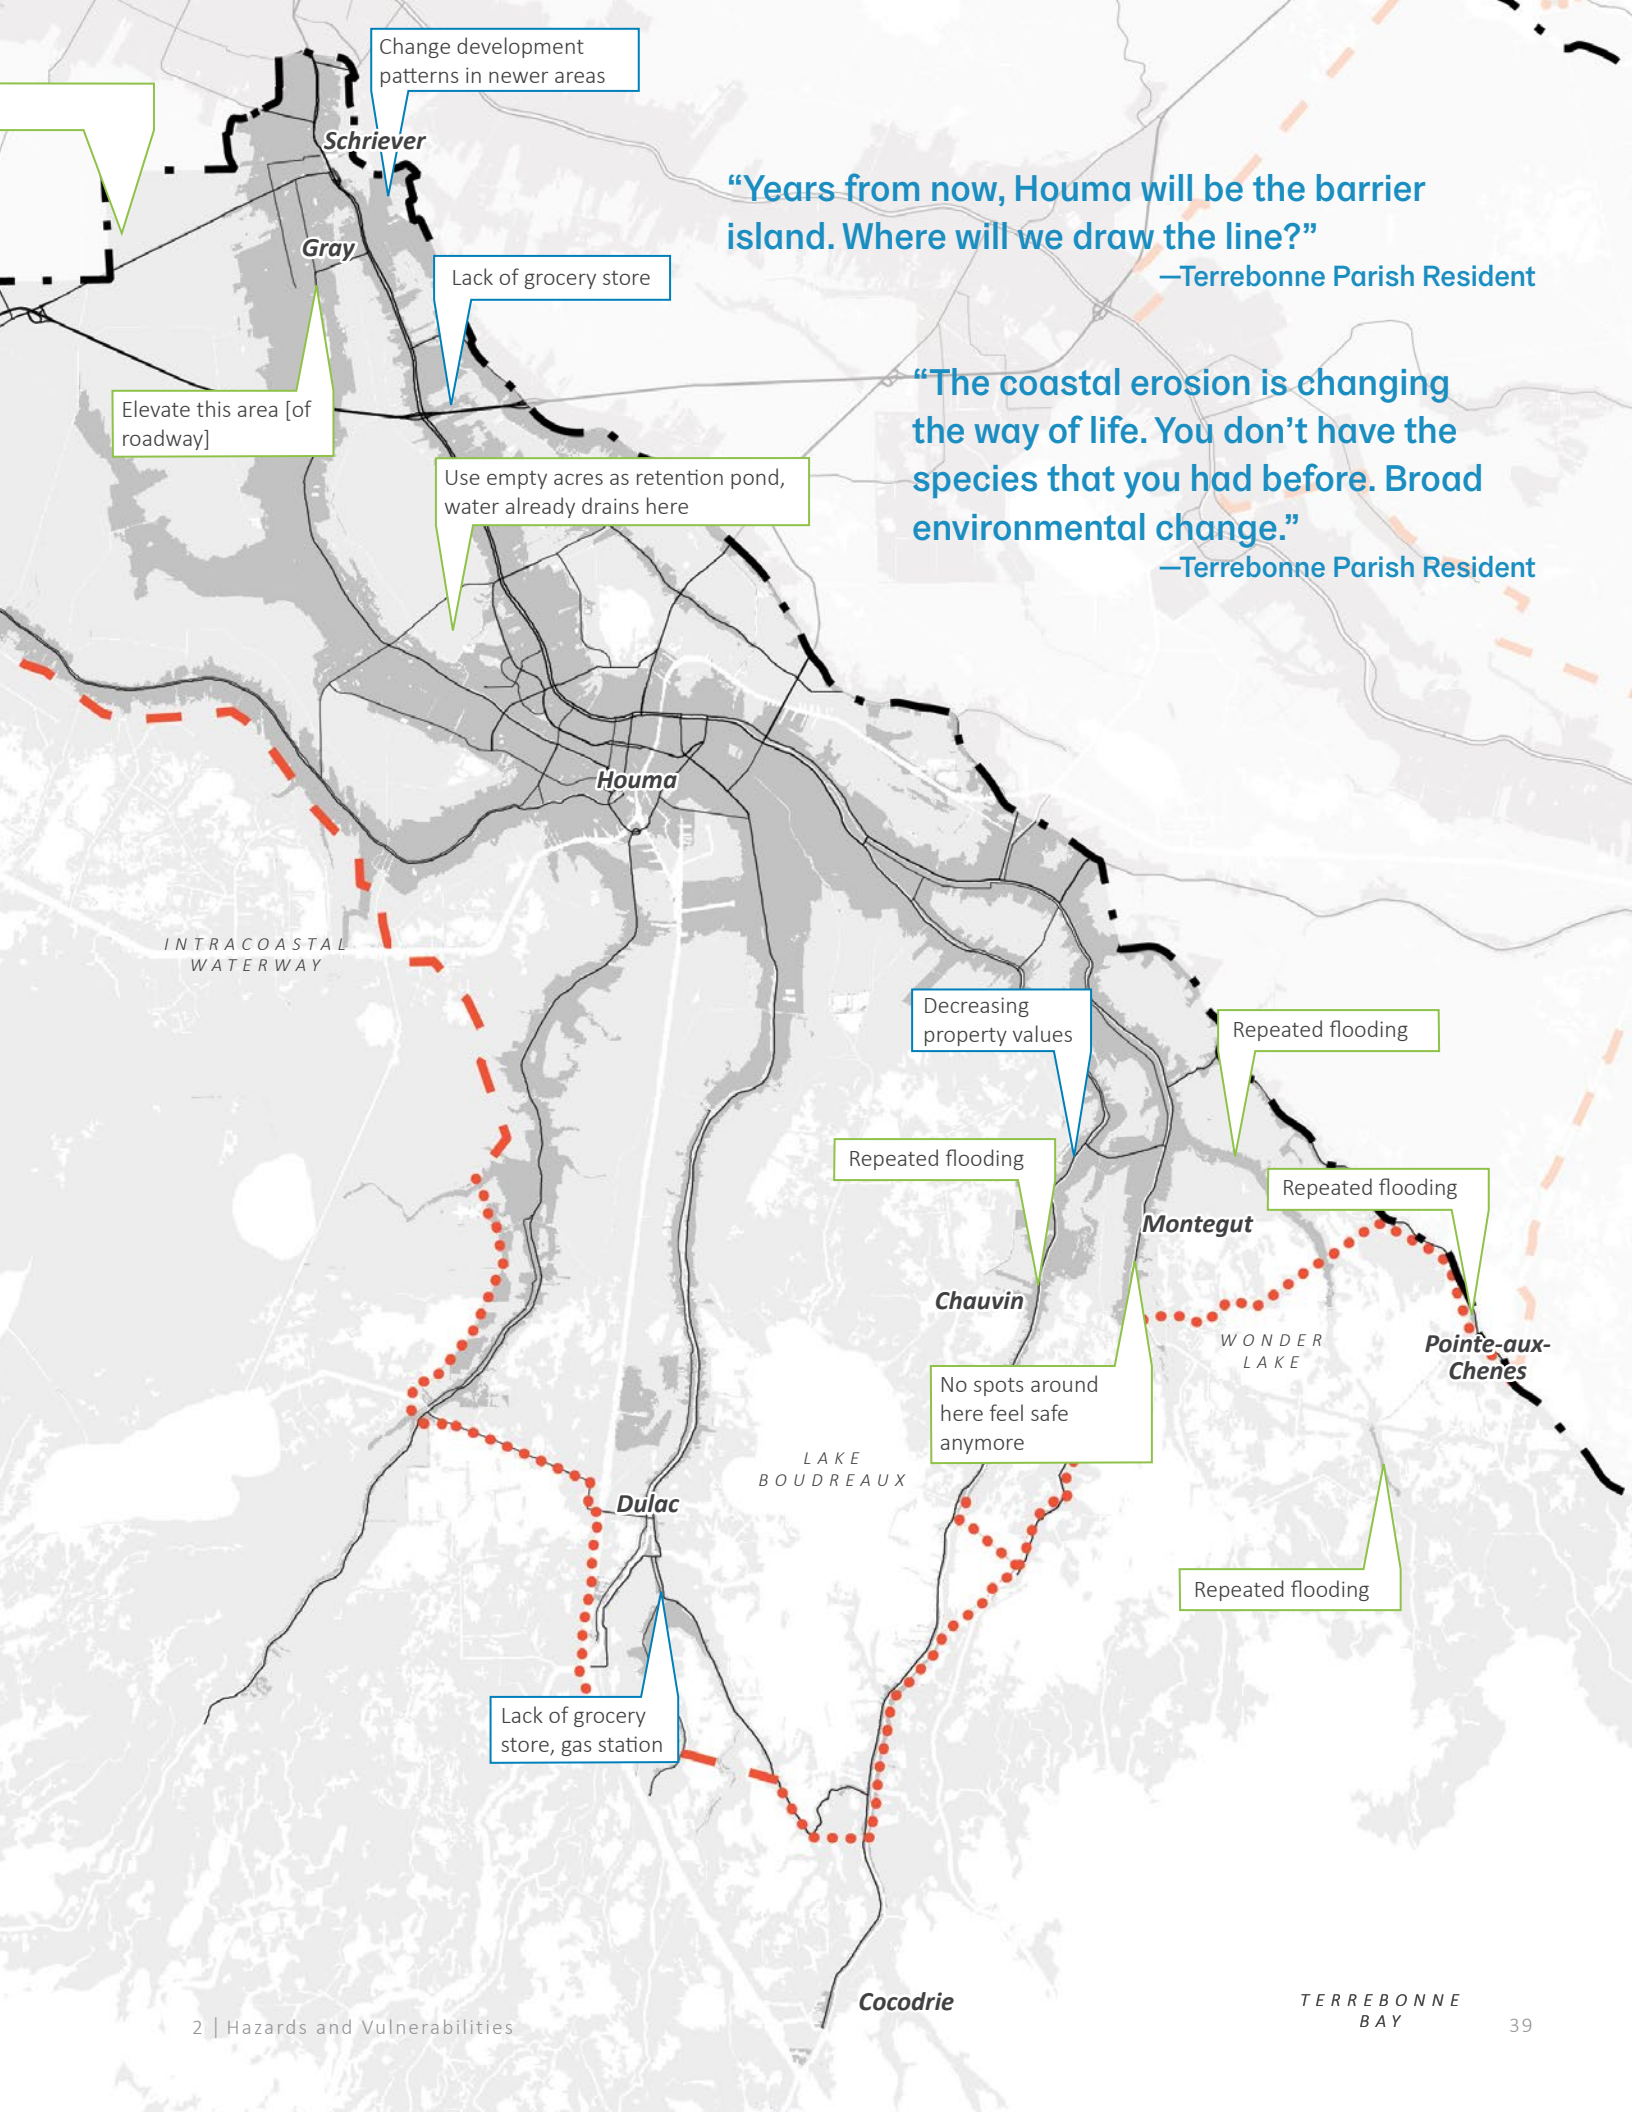 Change development
patterns in newer areas
Schriever
“Years from now, Houma will be the barrier
island. Where will we draw the line?”
—Terrebonne Parish Resident
Gray
Lack of grocery store
“The coastal erosion is changing
the way of life. You don’t have the
species that you had before. Broad
environmental change.”
—Terrebonne Parish Resident
Elevate this area [of
roadway]
Use empty acres as retention pond,
water already drains here
Houma
INTRACOASTAL
WATERWAY
Decreasing
property values
Repeated flooding
Repeated flooding
Repeated flooding
Montegut
Chauvin
WONDER
LAKE
Pointe-aux-
Chenes
No spots around
here feel safe
anymore
LAKE
BOUDREAUX
Dulac
Repeated flooding
Lack of grocery
store, gas station
Cocodrie
TERREBONNE
BAY
2 | Hazards and Vulnerabilities
39